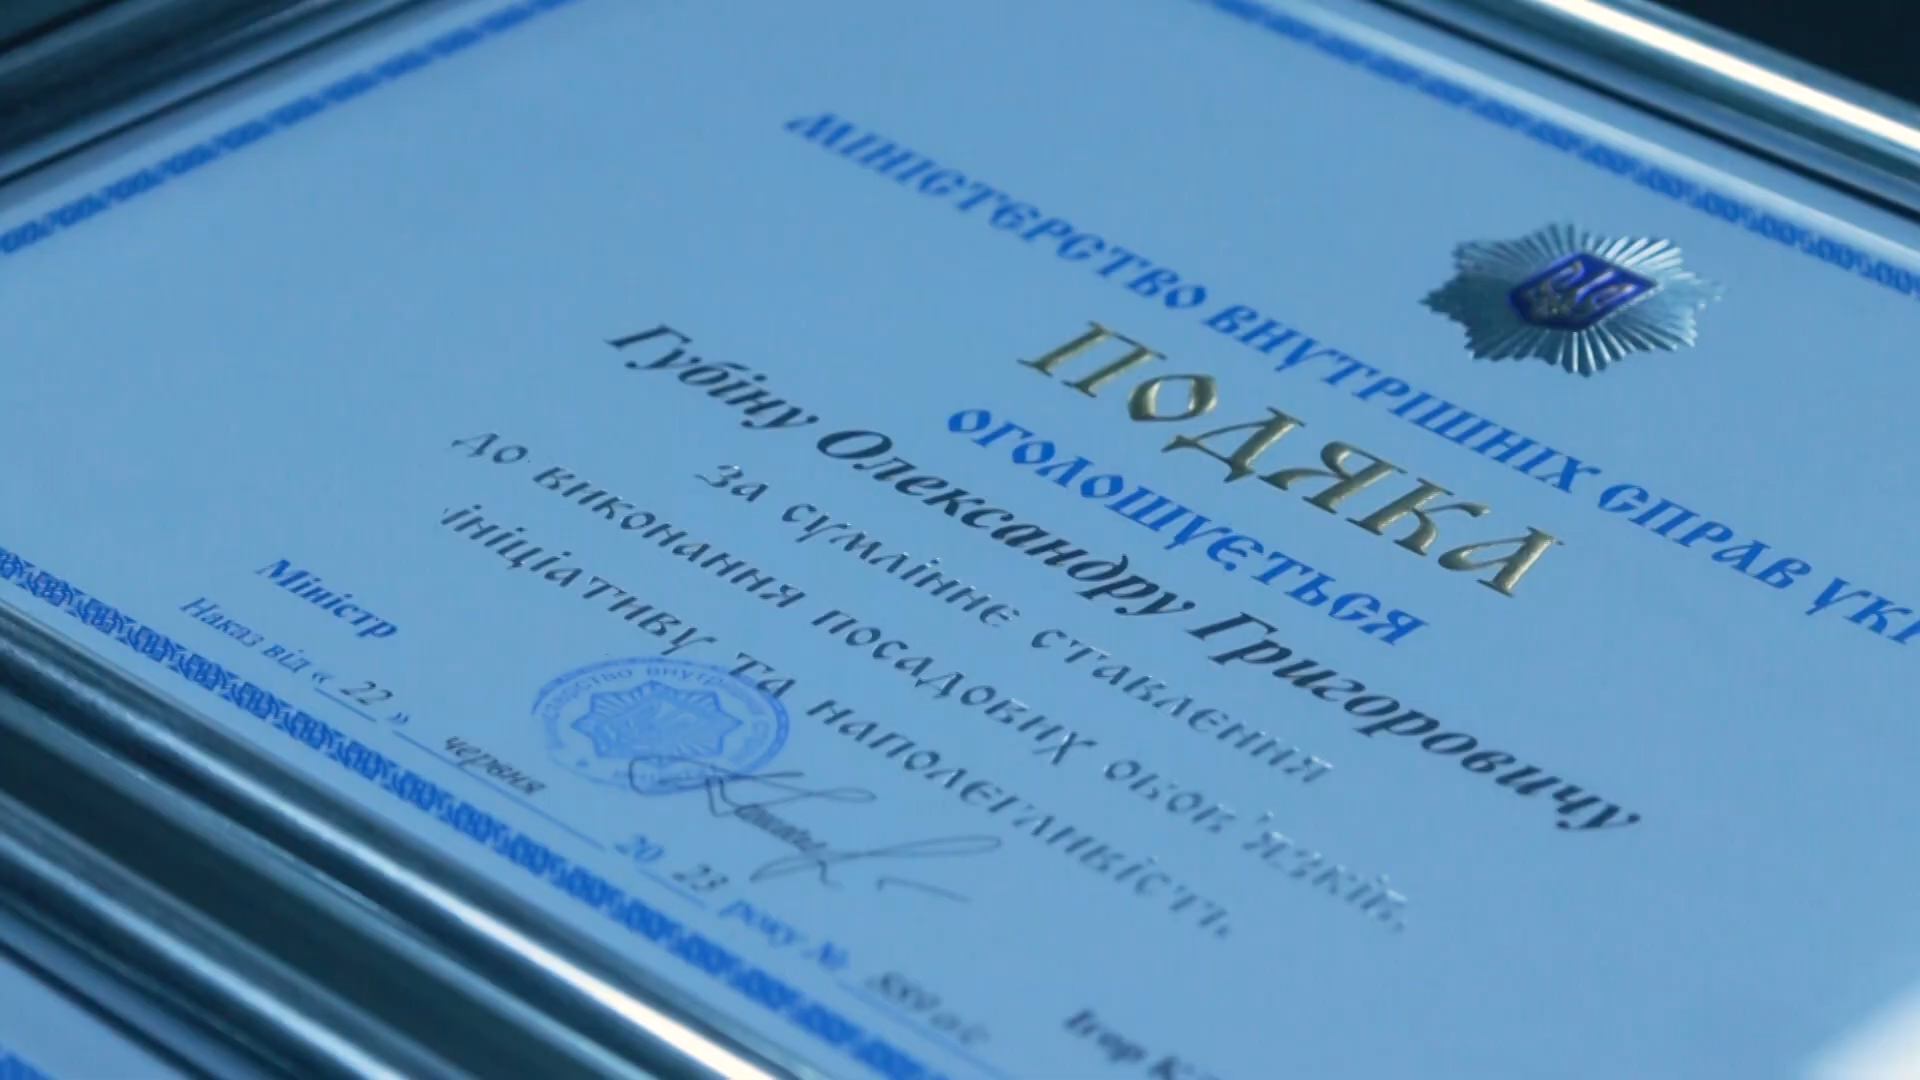 МІНІСТЕРСТВО ВНУТРІШНІХ СПРАВ УКР
ПОДЯКА
оголошується
Губіну Олександру Григоровичу
за сумлінне ставлення
до виконання посадових обов'язків,
ініціативу та наполегливість
Міністр
Ігор К
Наказ від « 22 » червня 20 23 року №